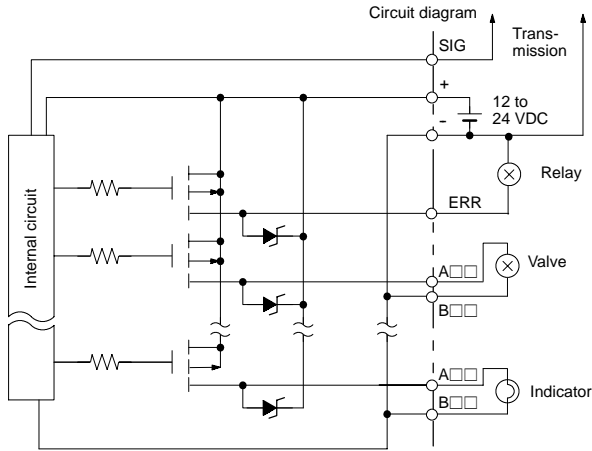 Circuit diagram
SIG
Trans-
mission
+
12 to
24 VDC
-
Relay
ERR
Internal circuit
Valve
A□□
B□□
A□□
B□□
Indicator